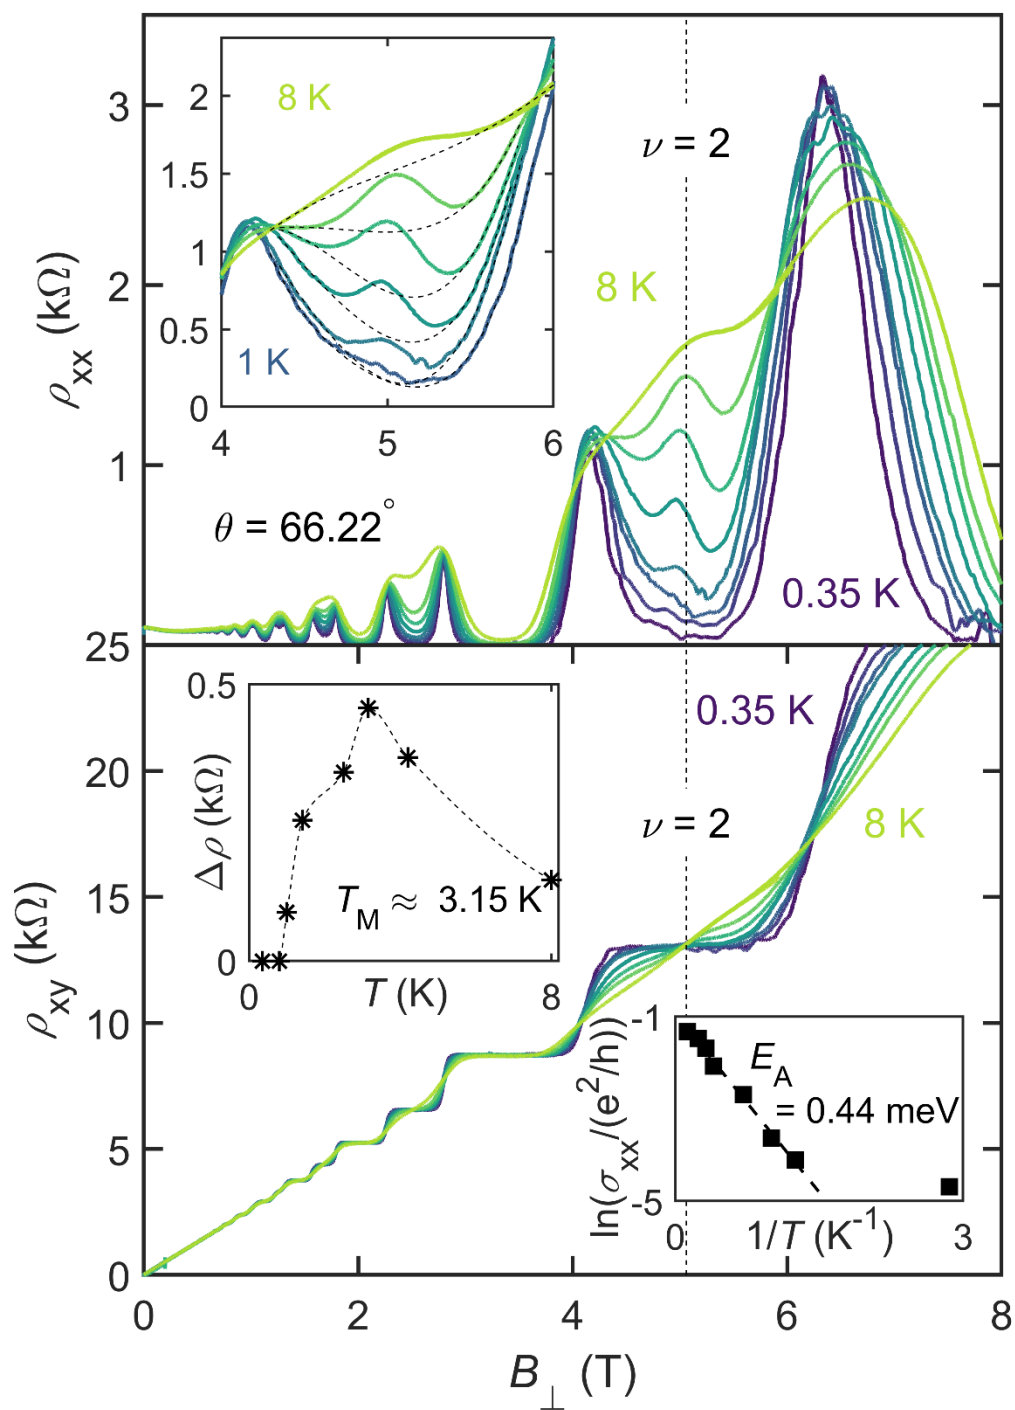 3
2
1
ρxx (kΩ)
2
1.5
1
0.5
0
4
5
6
8 K
1 K
ν = 2
8 K
θ = 66.22°
0.35 K
25
20
15
10
5
0
ρxy (kΩ)
0.5
0
Δρ (kΩ)
TM ≈ 3.15 K
0
T (K)
8
0.35 K
ν = 2
8 K
-1
-5
ln(σxx/(e²/h))
EA
= 0.44 meV
0
1/T (K⁻¹)
3
0
2
4
6
8
B⊥ (T)